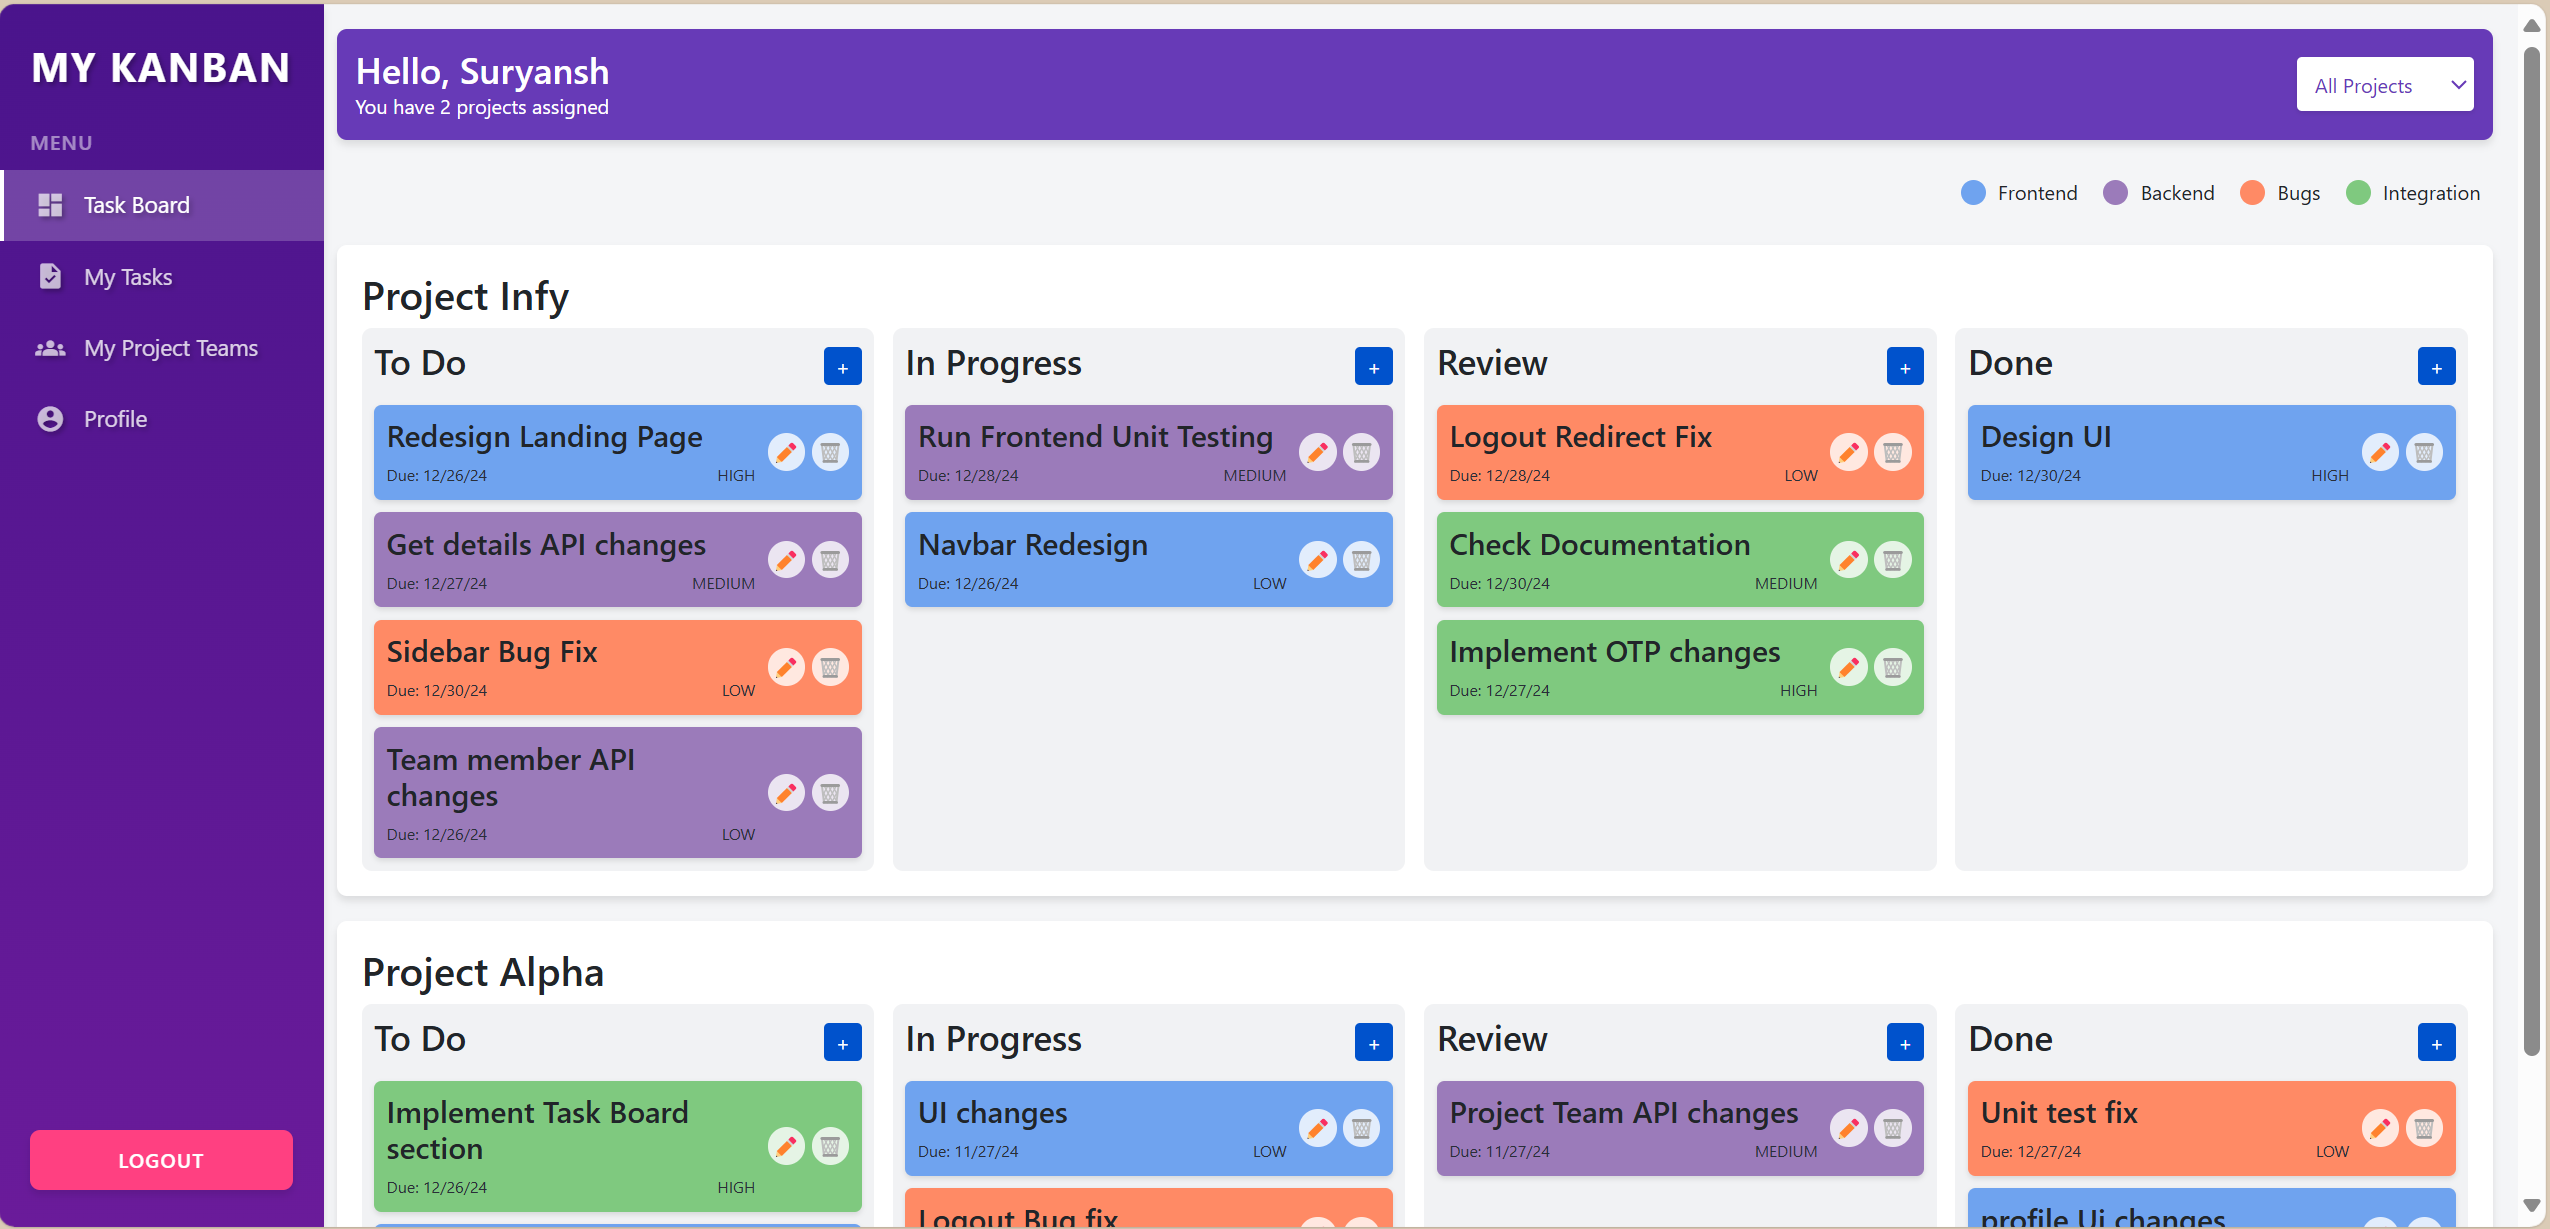 MY KANBAN
MENU
Task Board
My Tasks
My Project Teams
Profile
LOGOUT
Hello, Suryansh
You have 2 projects assigned
All Projects
Frontend
Backend
Bugs
Integration
Project Infy
To Do
+
Redesign Landing Page
Due: 12/26/24 HIGH
Get details API changes
Due: 12/27/24 MEDIUM
Sidebar Bug Fix
Due: 12/30/24 LOW
Team member API
changes
Due: 12/26/24 LOW
In Progress
+
Run Frontend Unit Testing
Due: 12/28/24 MEDIUM
Navbar Redesign
Due: 12/26/24 LOW
Review
+
Logout Redirect Fix
Due: 12/28/24 LOW
Check Documentation
Due: 12/30/24 MEDIUM
Implement OTP changes
Due: 12/27/24 HIGH
Done
+
Design UI
Due: 12/30/24 HIGH
Project Alpha
To Do
+
Implement Task Board
section
Due: 12/26/24 HIGH
In Progress
+
UI changes
Due: 11/27/24 LOW
Logout Bug fix
Review
+
Project Team API changes
Due: 11/27/24 MEDIUM
Done
+
Unit test fix
Due: 12/27/24 LOW
profile Ui changes